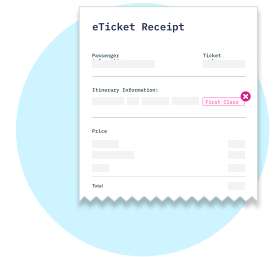 eTicket Receipt
Passenger Ticket
Itinerary Information:
First Class
Price
Total